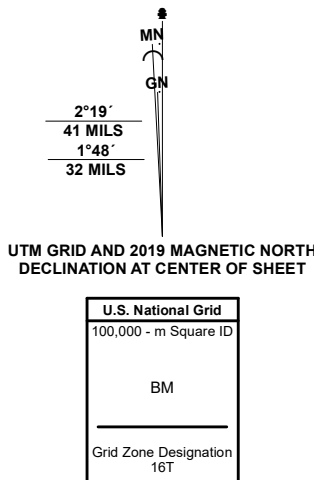 MN
GN
2°19´
41 MILS
1°48´
32 MILS
UTM GRID AND 2019 MAGNETIC NORTH
DECLINATION AT CENTER OF SHEET
U.S. National Grid
100,000 - m Square ID
BM
Grid Zone Designation
16T